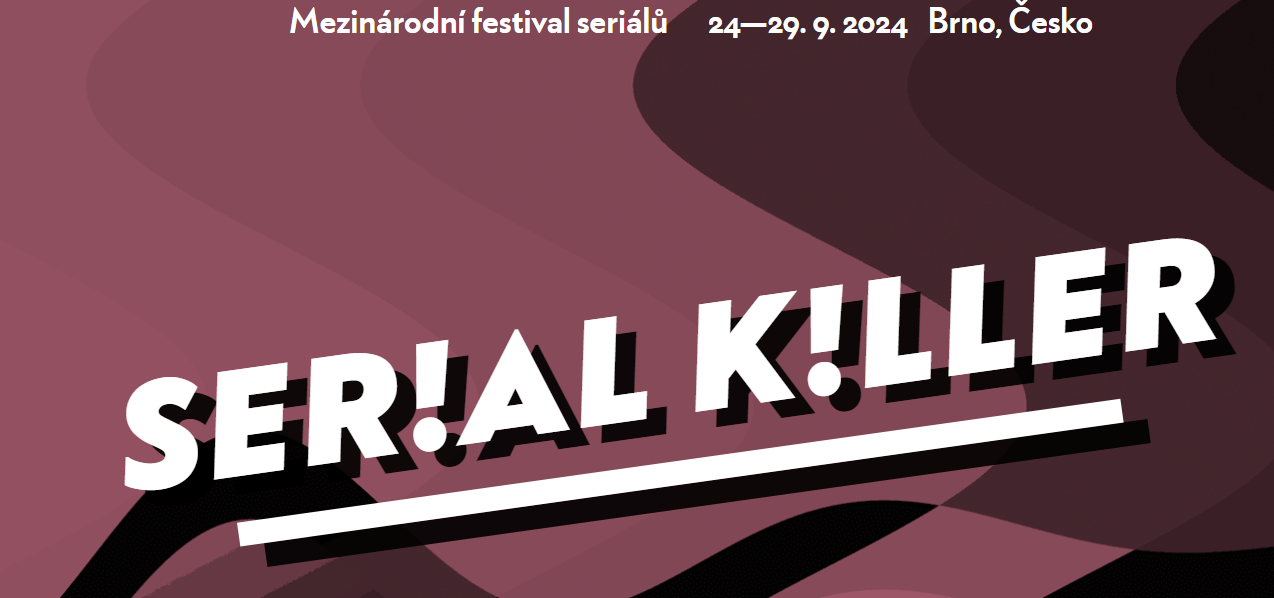 Mezinárodní festival seriálů 24—29. 9. 2024 Brno, Česko
SER!AL K!LLER